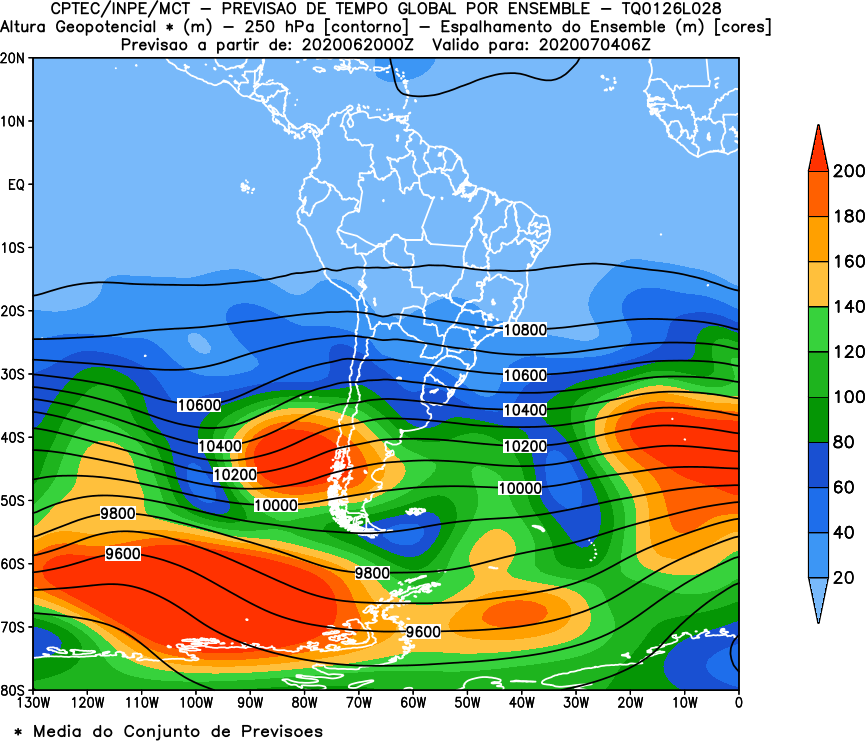 CPTEC/INPE/MCT − PREVISAO DE TEMPO GLOBAL POR ENSEMBLE − TQ0126L028
Altura Geopotencial * (m) − 250 hPa [contorno] − Espalhamento do Ensemble (m) [cores]
Previsao a partir de: 2020062000Z Valido para: 2020070406Z
20N
10N
EQ
10S
20S
30S
40S
50S
60S
70S
80S
10800
10600
10600
10400
10400
10200
10200
10000
10000
9800
9600
9800
9600
130W 120W 110W 100W 90W 80W 70W 60W 50W 40W 30W 20W 10W 0
200
180
160
140
120
100
80
60
40
20
* Media do Conjunto de Previsoes